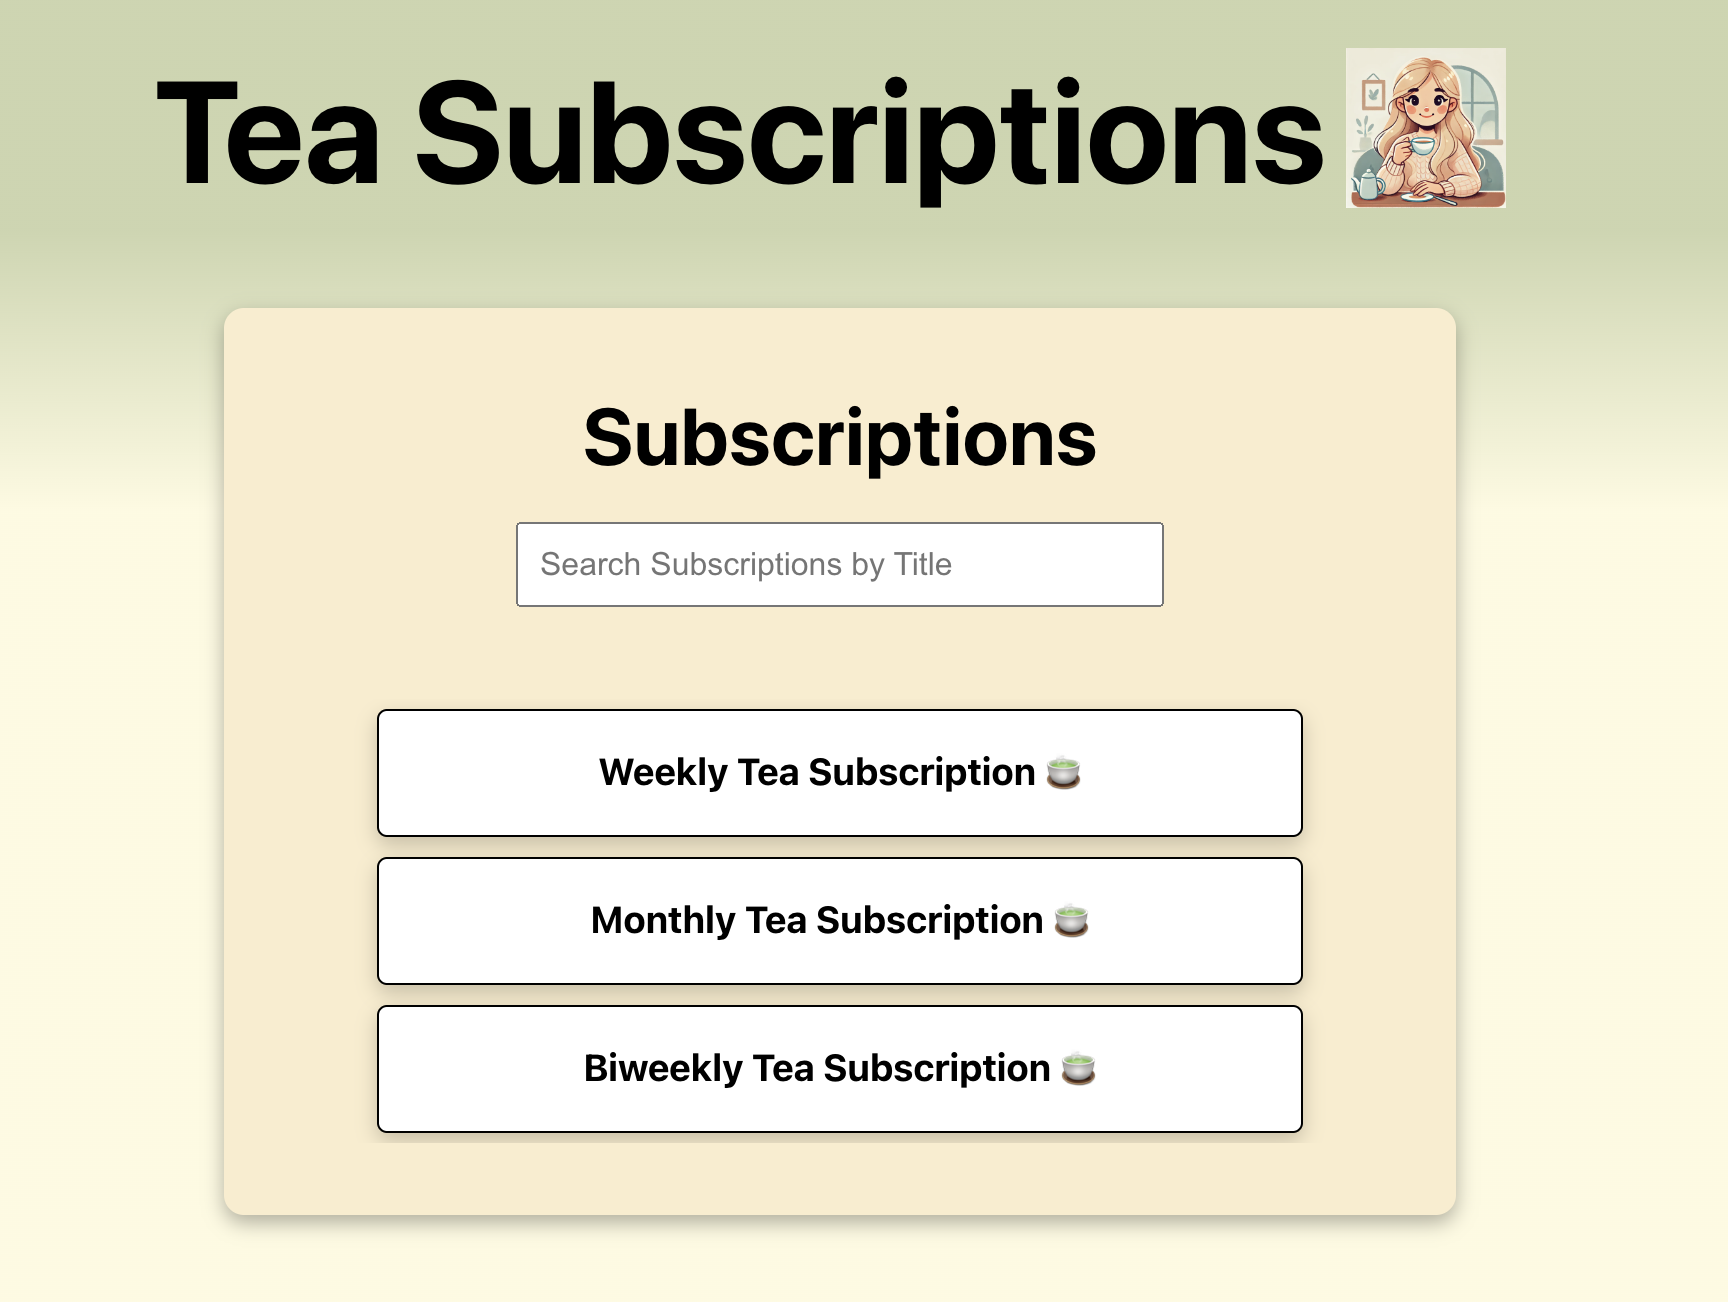 Tea Subscriptions
Subscriptions
Search Subscriptions by Title
Weekly Tea Subscription 🍵
Monthly Tea Subscription 🍵
Biweekly Tea Subscription 🍵